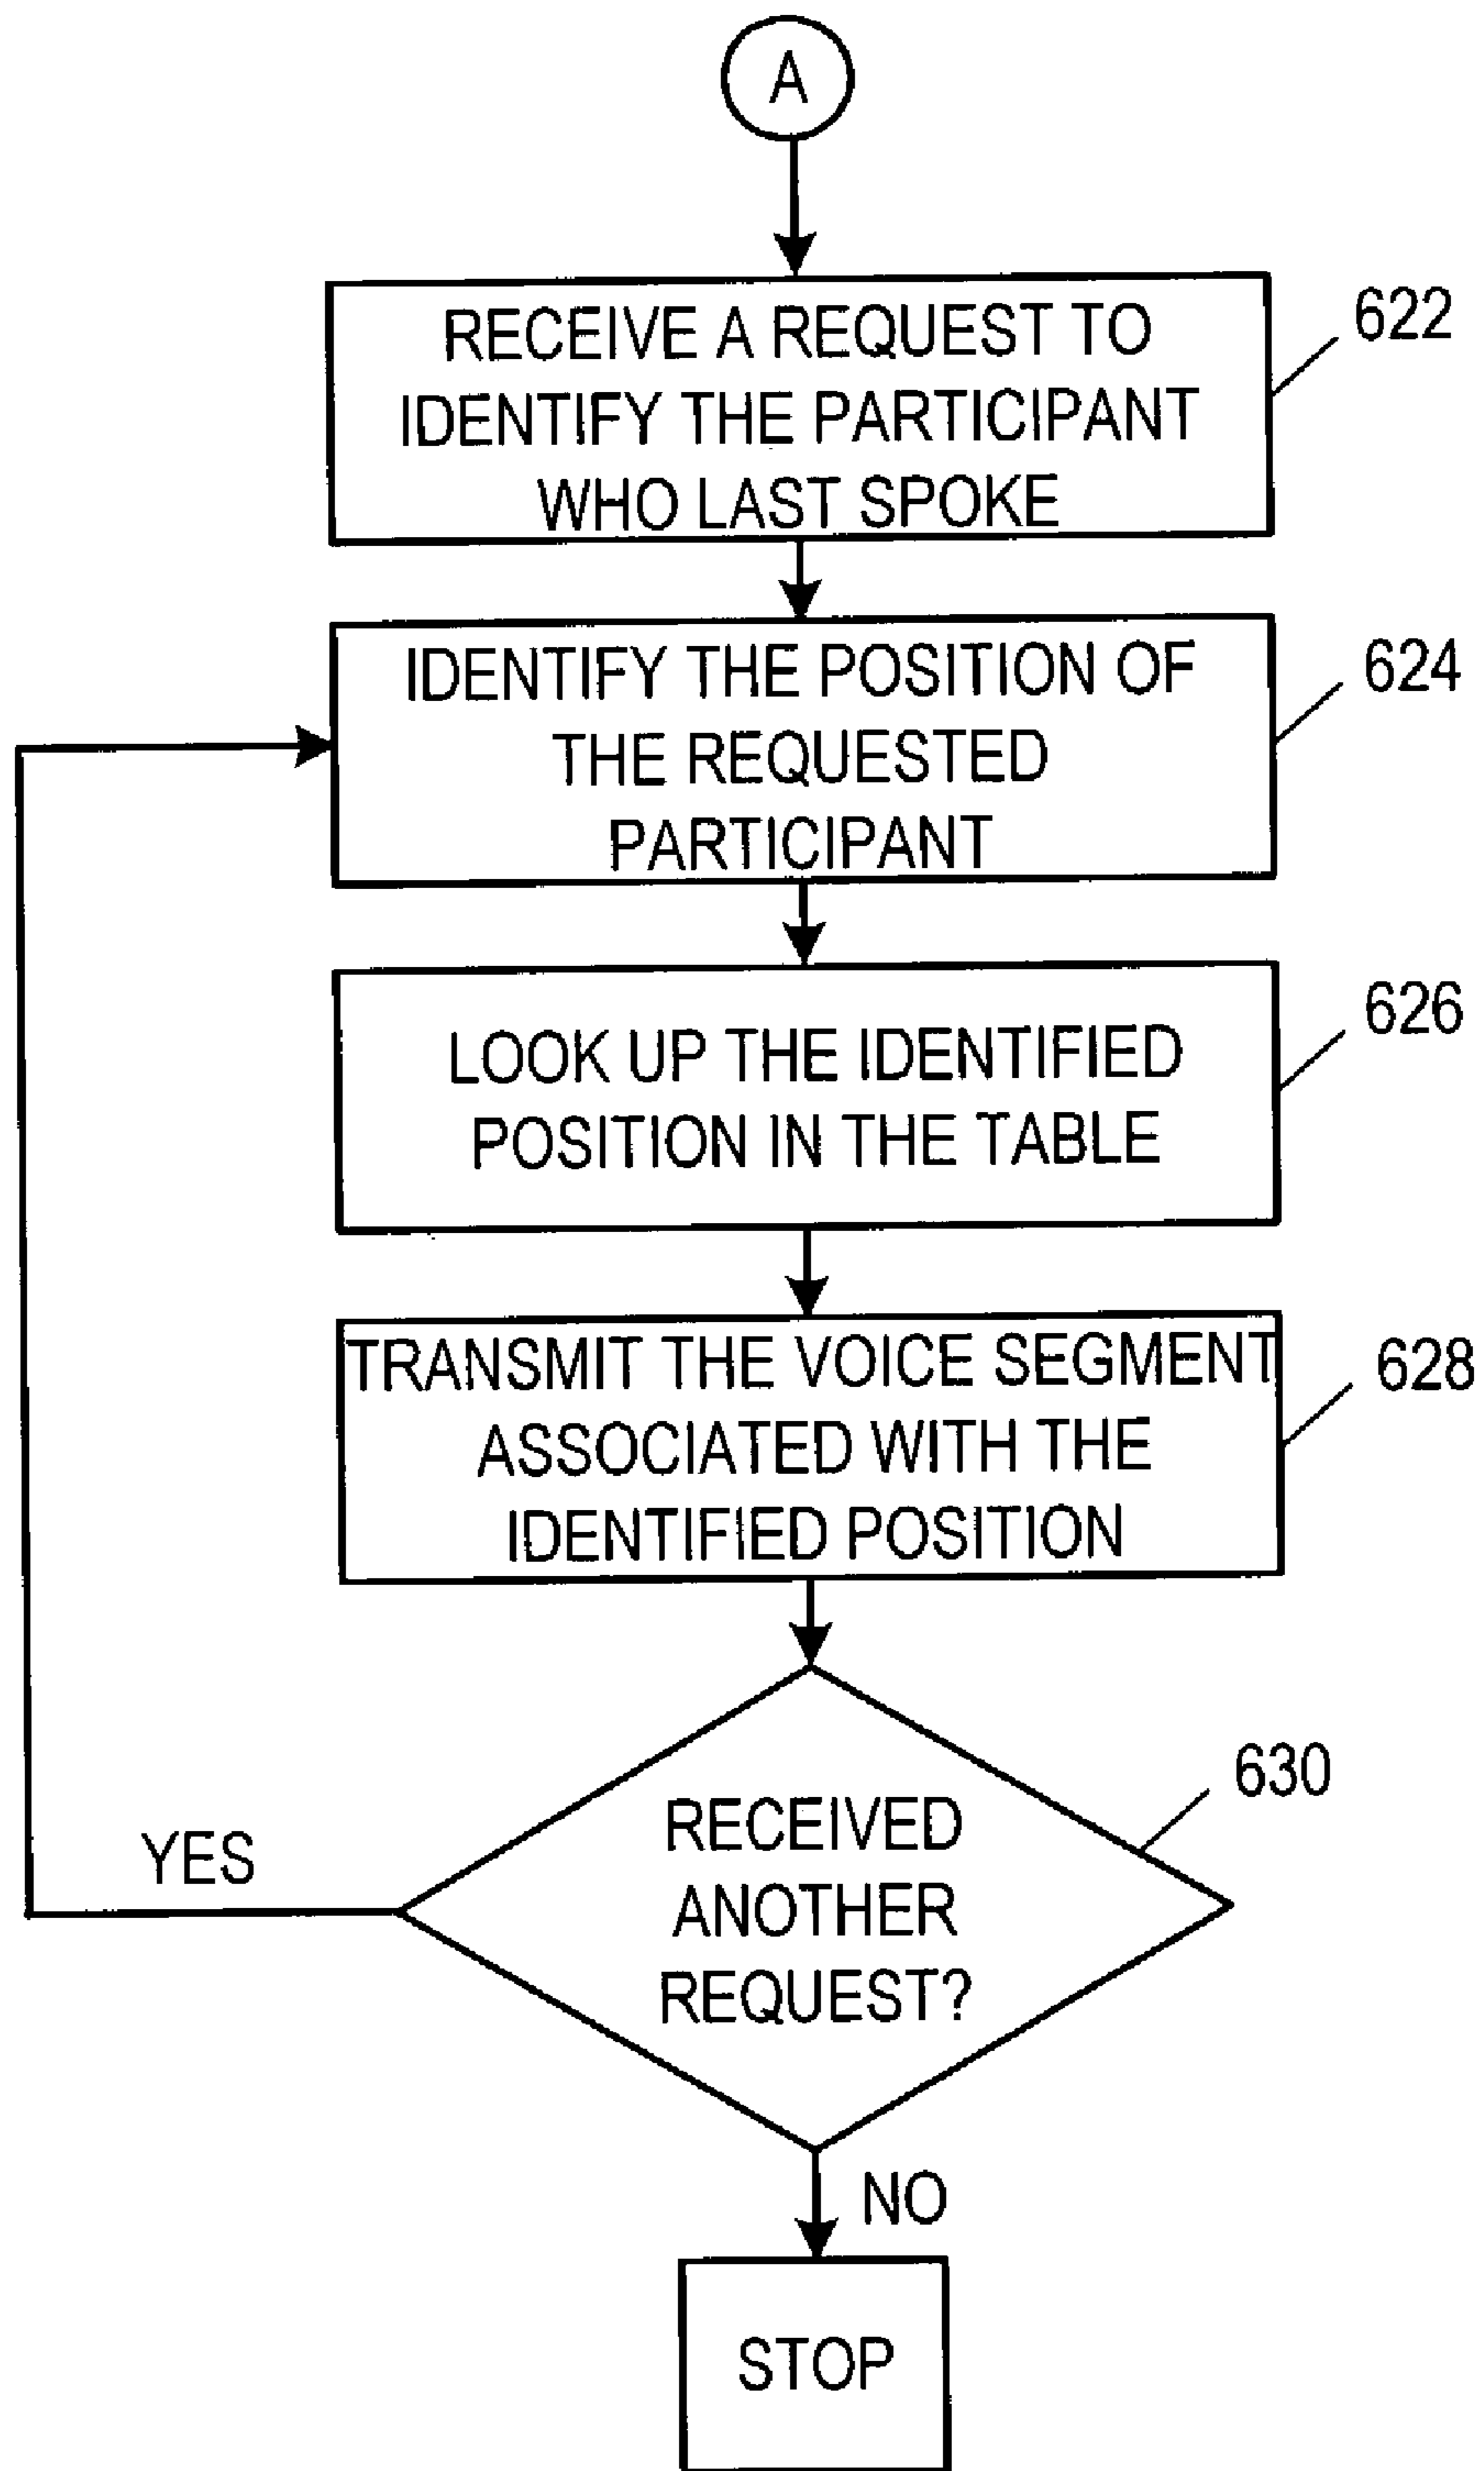 A
RECEIVE A REQUEST TO
IDENTIFY THE PARTICIPANT
WHO LAST SPOKE
622
IDENTIFY THE POSITION OF
THE REQUESTED
PARTICIPANT
624
LOOK UP THE IDENTIFIED
POSITION IN THE TABLE
626
TRANSMIT THE VOICE SEGMENT
ASSOCIATED WITH THE
IDENTIFIED POSITION
628
RECEIVED
ANOTHER
REQUEST?
630
YES
NO
STOP